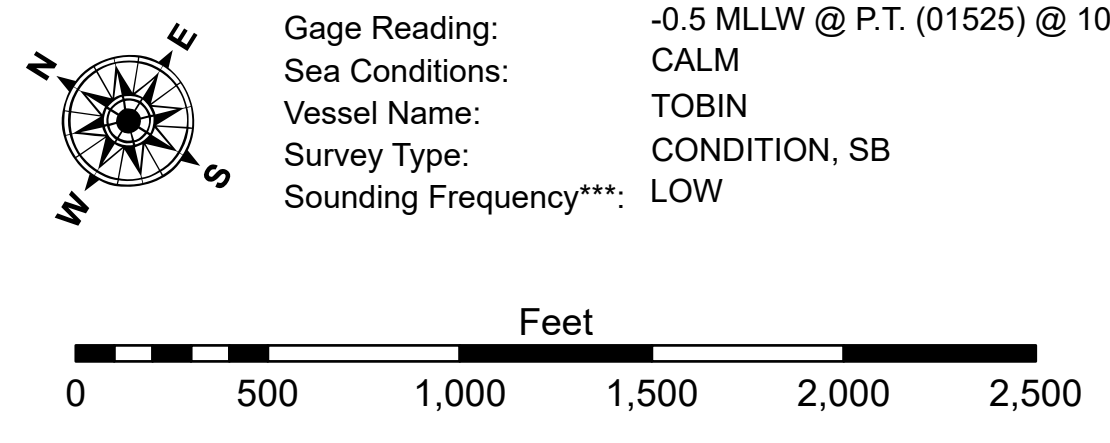 N
E
S
W
Gage Reading: -0.5 MLLW @ P.T. (01525) @ 10
Sea Conditions: CALM
Vessel Name: TOBIN
Survey Type: CONDITION, SB
Sounding Frequency***: LOW
Feet
0 500 1,000 1,500 2,000 2,500